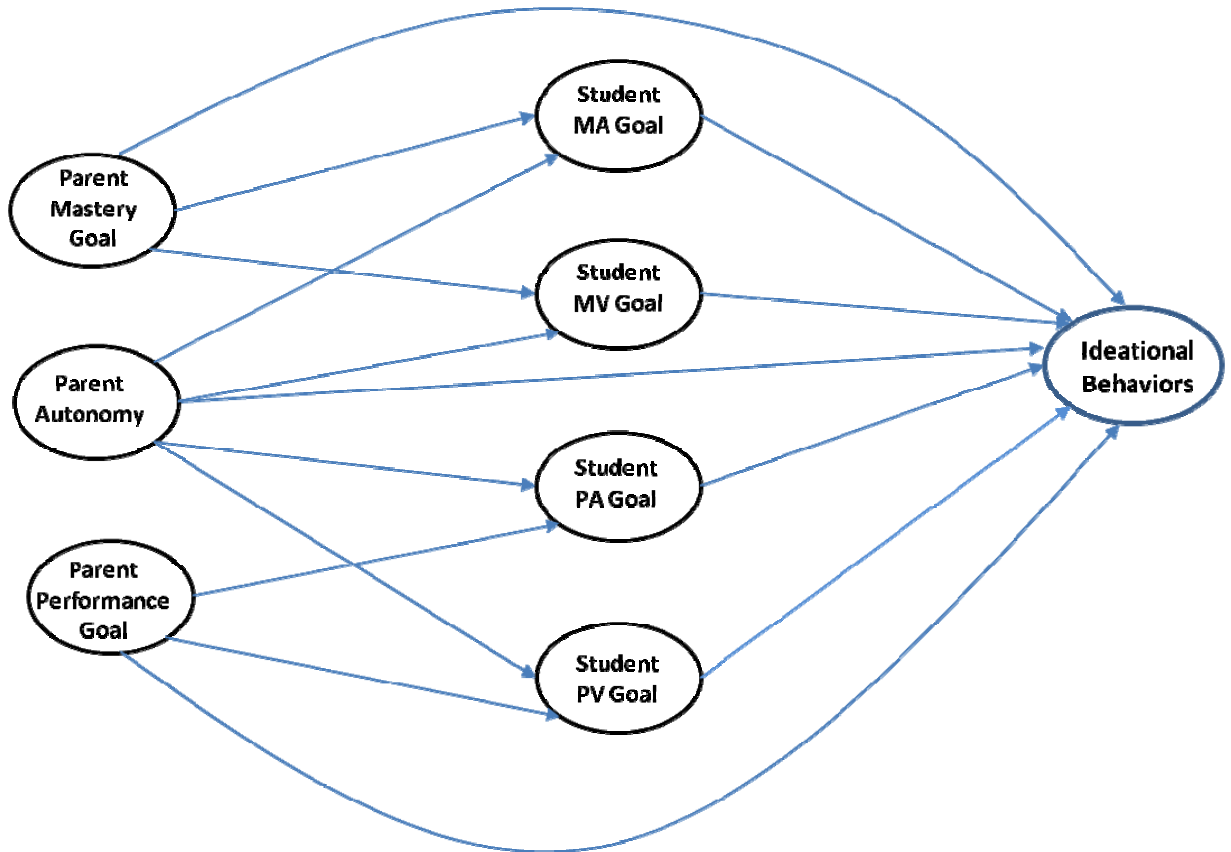 Parent
Mastery
Goal
Parent
Autonomy
Parent
Performance
Goal
Student
MA Goal
Student
MV Goal
Student
PA Goal
Student
PV Goal
Ideational
Behaviors